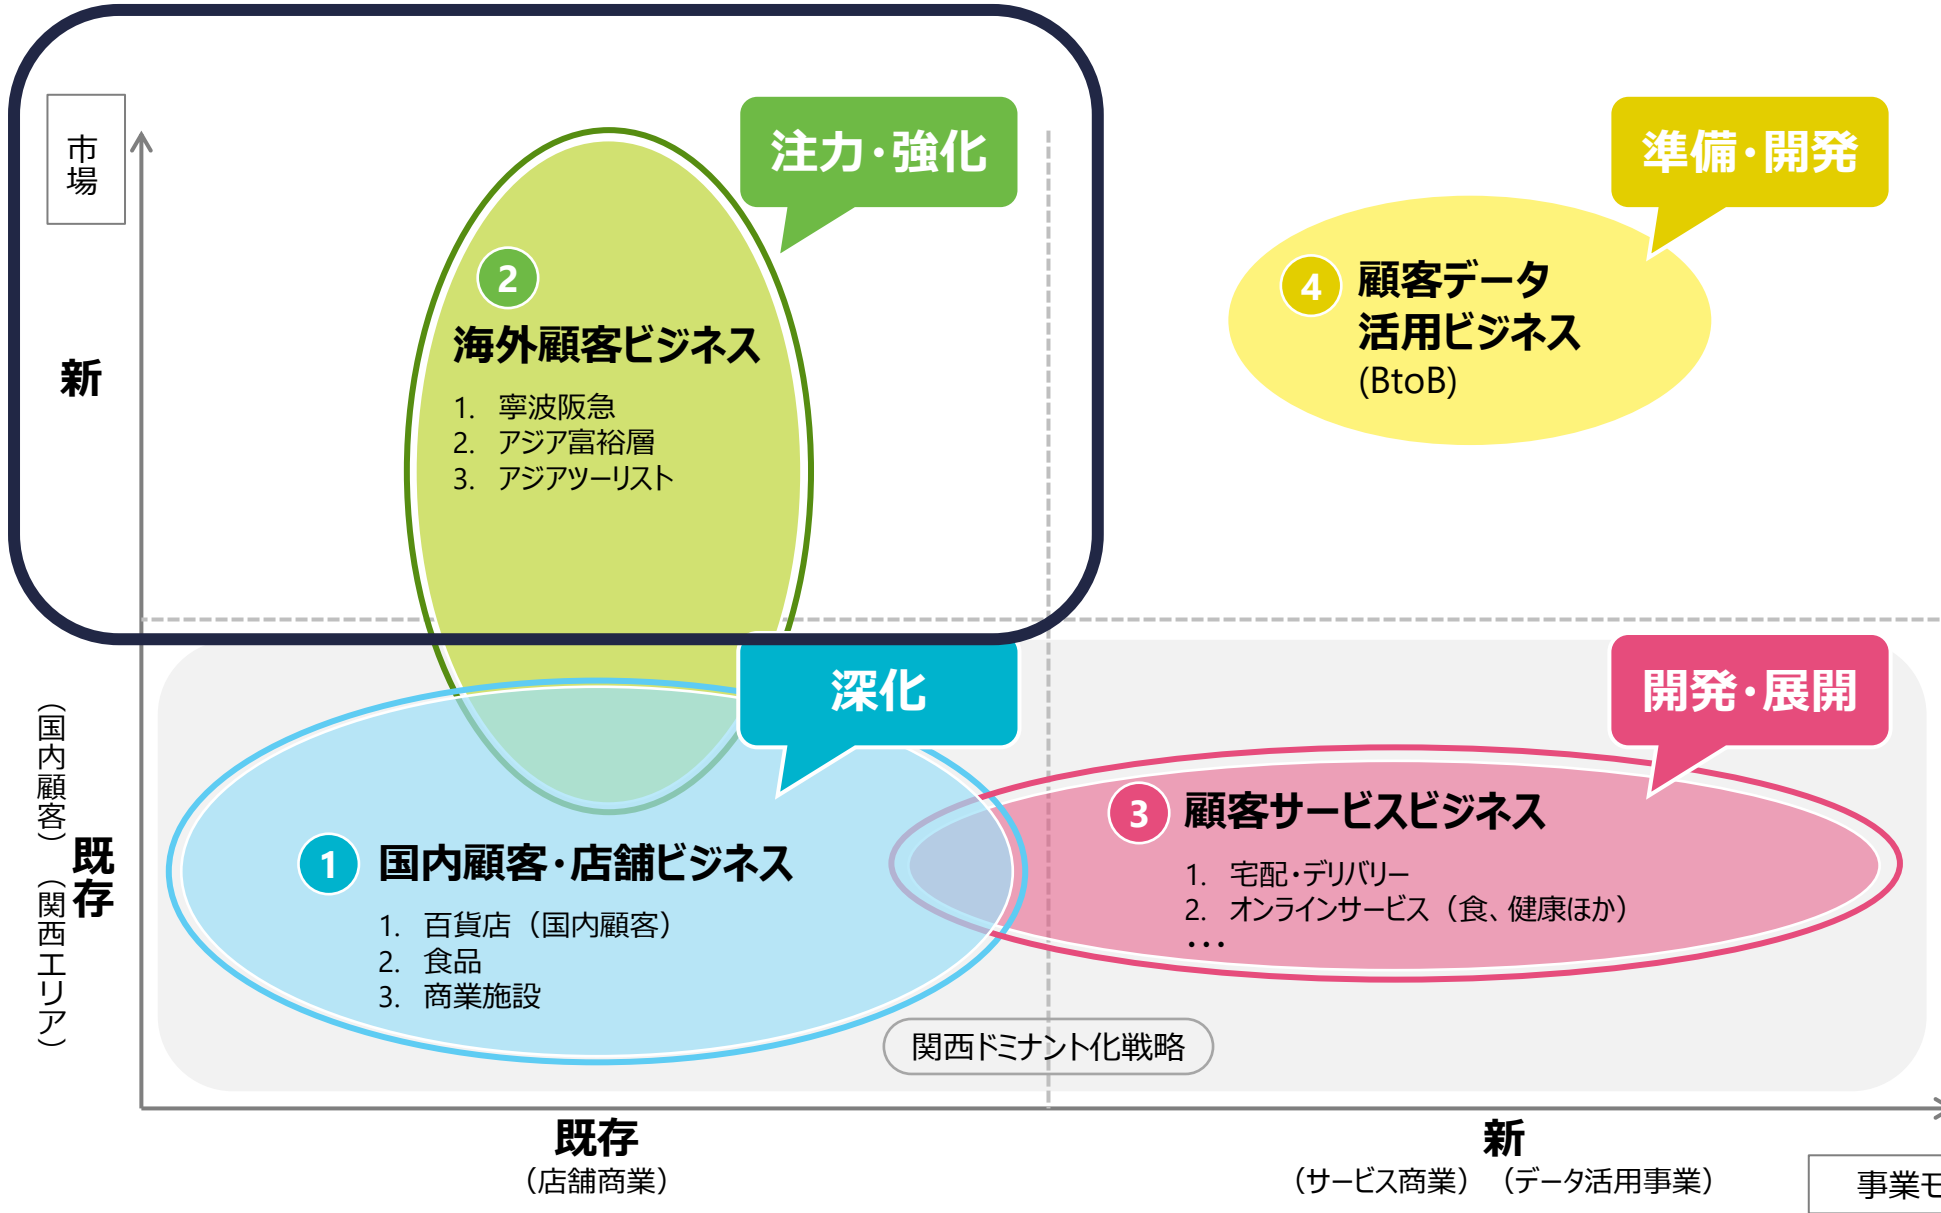 市場
新
注力・強化
2
海外顧客ビジネス
1. 寧波阪急
2. アジア富裕層
3. アジアツーリスト
準備・開発
4
顧客データ
活用ビジネス
(BtoB)
（国内顧客）（関西エリア）
既存
深化
1
国内顧客・店舗ビジネス
1. 百貨店（国内顧客）
2. 食品
3. 商業施設
開発・展開
3
顧客サービスビジネス
1. 宅配・デリバリー
2. オンラインサービス（食、健康ほか）
・・・
関西ドミナント化戦略
既存
（店舗商業）
新
（サービス商業）（データ活用事業）
事業モ